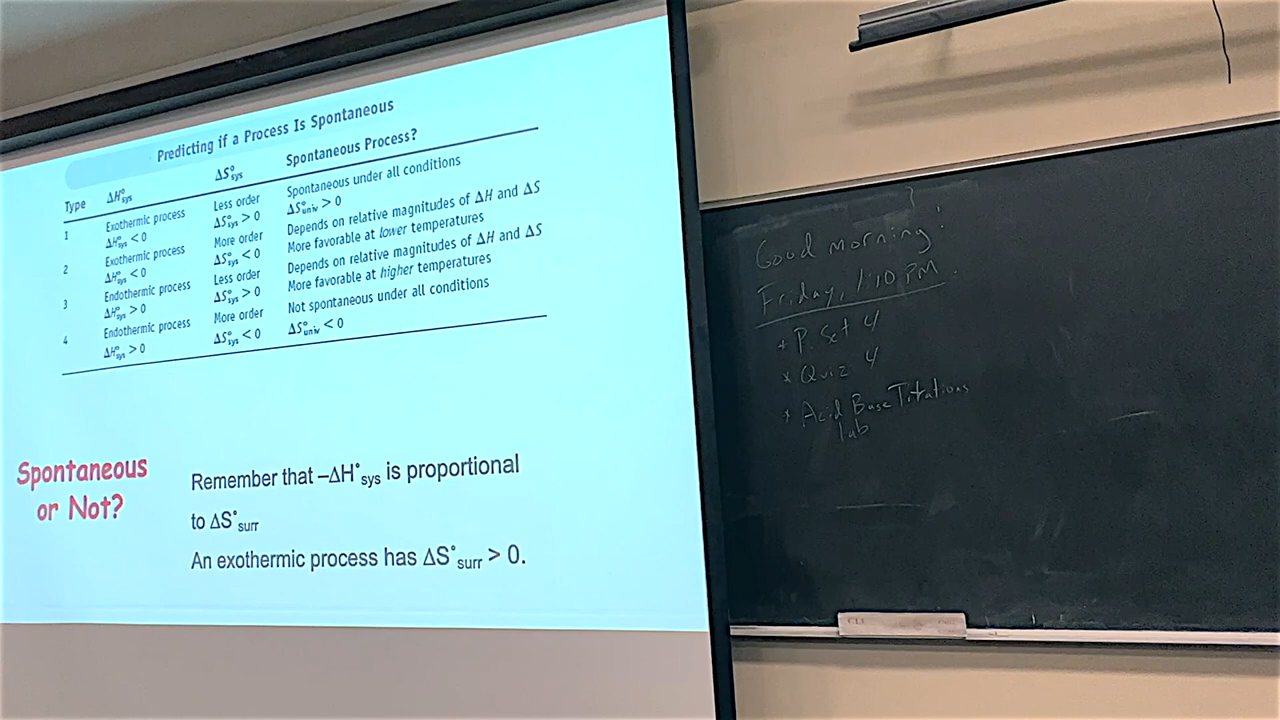 Predicting if a Process Is Spontaneous
Type ΔH°sys ΔS°sys Spontaneous Process?
1 Exothermic process Less order Spontaneous under all conditions
ΔH°sys < 0 ΔS°sys > 0 ΔS°univ > 0
2 Exothermic process More order Depends on relative magnitudes of ΔH and ΔS
ΔH°sys < 0 ΔS°sys < 0 More favorable at lower temperatures
3 Endothermic process Less order Depends on relative magnitudes of ΔH and ΔS
ΔH°sys > 0 ΔS°sys > 0 More favorable at higher temperatures
4 Endothermic process More order Not spontaneous under all conditions
ΔH°sys > 0 ΔS°sys < 0 ΔS°univ < 0
Spontaneous
or Not?
Remember that –ΔH°sys is proportional
to ΔS°surr
An exothermic process has ΔS°surr > 0.
Good morning!
Friday, 1:10 PM.
* P. Set 4
* Quiz 4
* Acid Base Titrations
lab